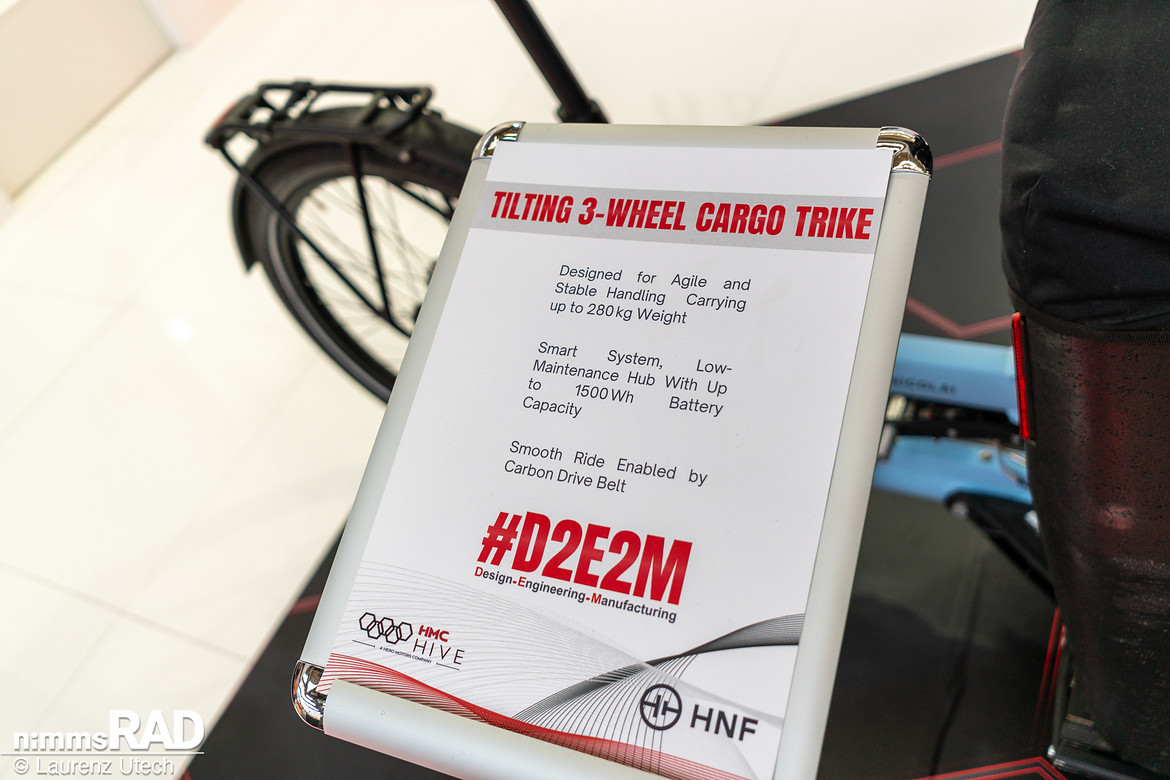 TILTING 3-WHEEL CARGO TRIKE
Designed for Agile and
Stable Handling Carrying
up to 280 kg Weight
Smart System, Low-
Maintenance Hub With Up
to 1500 Wh Battery
Capacity
Smooth Ride Enabled by
Carbon Drive Belt
#D2E2M
Design-Engineering-Manufacturing
HMC
HIVE
A HERO MOTORS COMPANY
HNF
NICOLAI
nimmsRAD
© Laurenz Utech